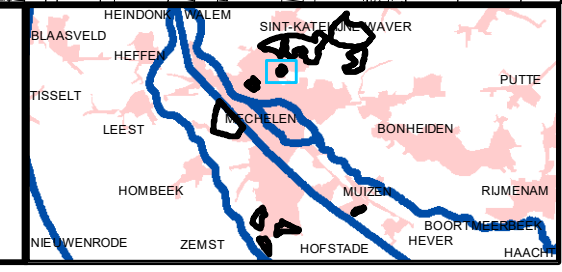 HEINDONK WALEM
SINT-KATELIJNE WAVER
BLAASVELD
HEFFEN
PUTTE
TISSELT
MECHELEN
LEEST
BONHEIDEN
HOMBEEK
MUIZEN
RIJMENAM
BOORTMEERBEEK
NIEUWENRODE
ZEMST
HOFSTADE
HEVER
HAACHT